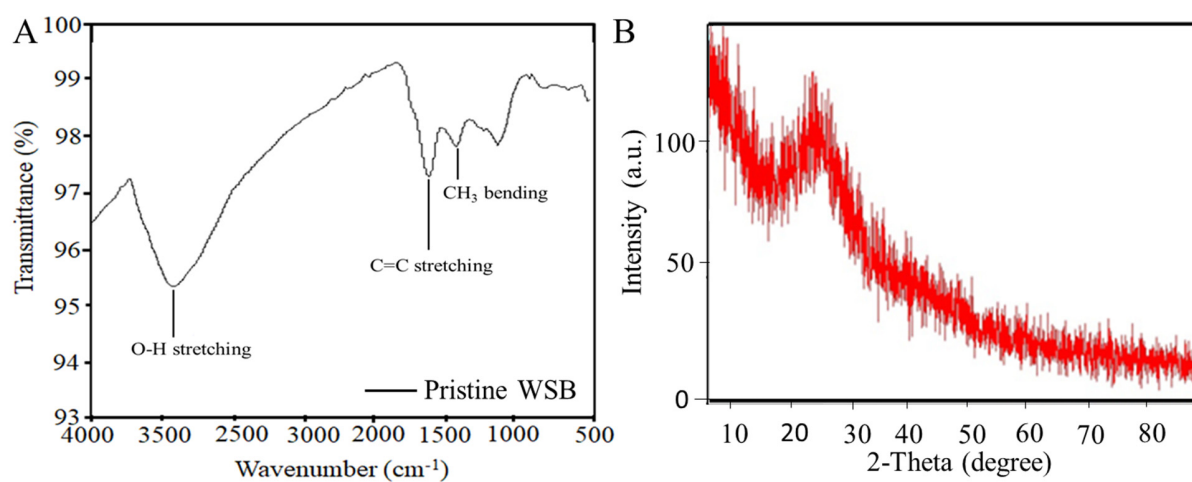 A
100
99
98
97
96
95
94
93
Transmittance (%)
CH₃ bending
C=C stretching
O-H stretching
Pristine WSB
4000 3500 2500 3000 2000 1500 1000 500
Wavenumber (cm⁻¹)
B
100
50
0
Intensity (a.u.)
10 20 30 40 50 60 70 80
2-Theta (degree)